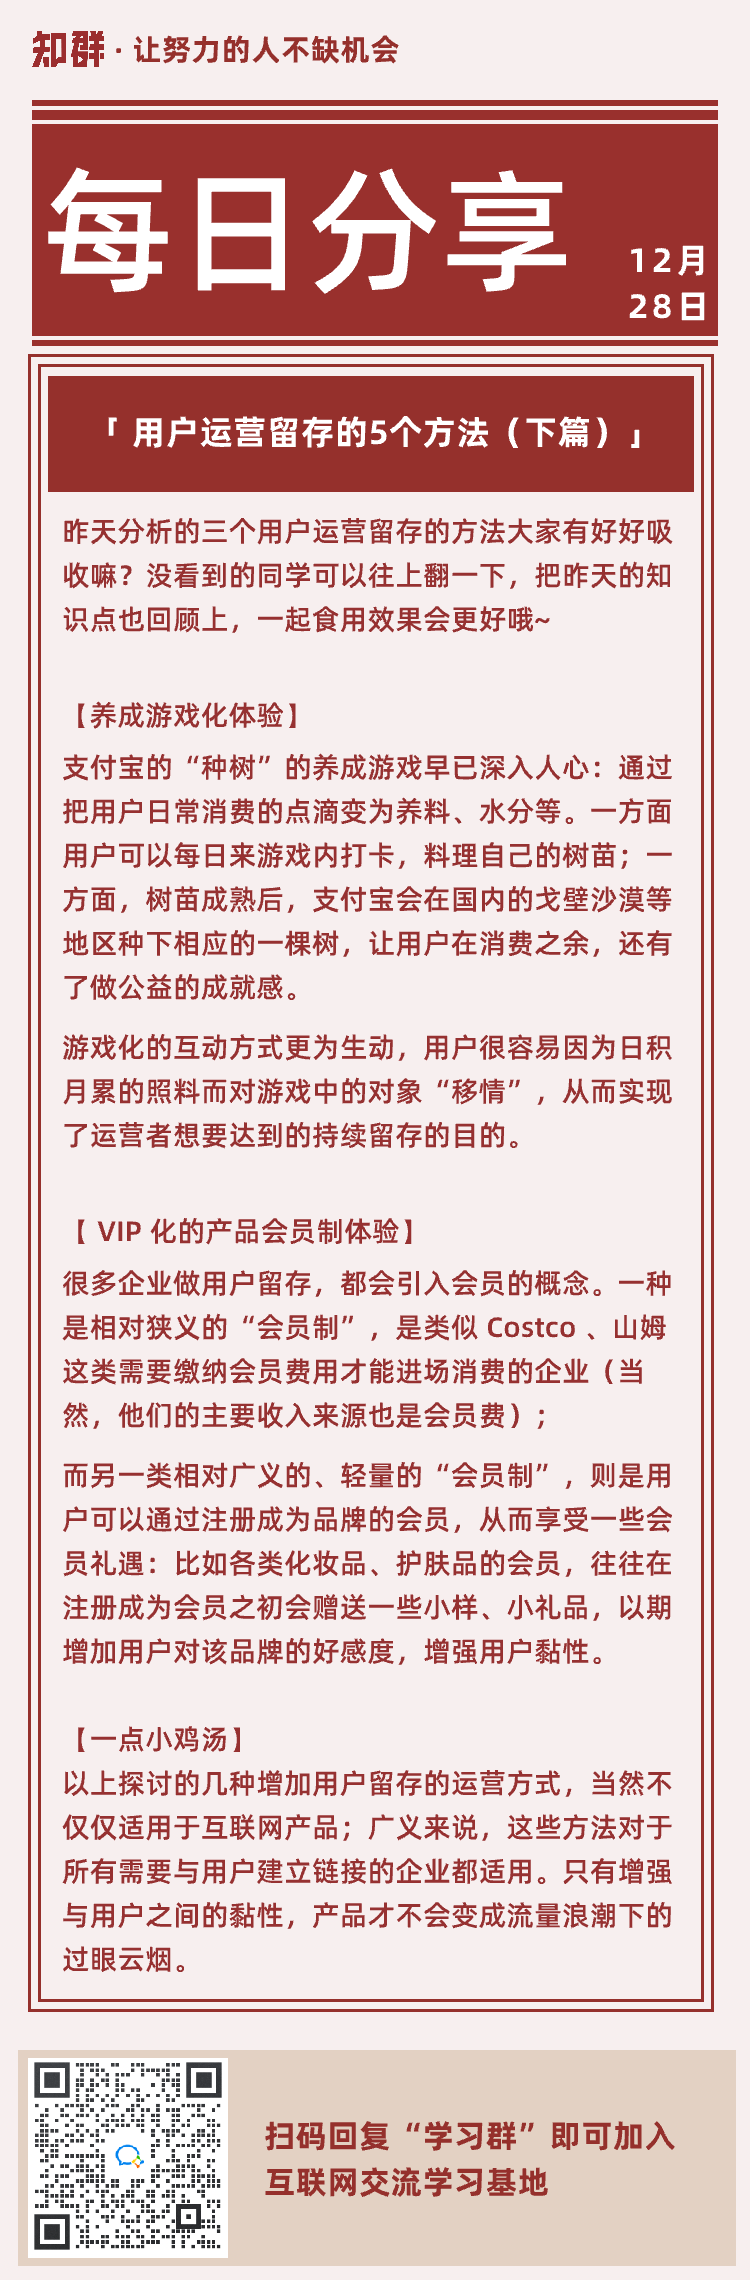 知群 · 让努力的人不缺机会
每日分享
12月
28日
「 用户运营留存的5个方法（下篇）」
昨天分析的三个用户运营留存的方法大家有好好吸
收嘛？没看到的同学可以往上翻一下，把昨天的知
识点也回顾上，一起食用效果会更好哦~
【养成游戏化体验】
支付宝的“种树”的养成游戏早已深入人心：通过
把用户日常消费的点滴变为养料、水分等。一方面
用户可以每日来游戏内打卡，料理自己的树苗；一
方面，树苗成熟后，支付宝会在国内的戈壁沙漠等
地区种下相应的一棵树，让用户在消费之余，还有
了做公益的成就感。
游戏化的互动方式更为生动，用户很容易因为日积
月累的照料而对游戏中的对象“移情”，从而实现
了运营者想要达到的持续留存的目的。
【 VIP 化的产品会员制体验】
很多企业做用户留存，都会引入会员的概念。一种
是相对狭义的“会员制”，是类似 Costco 、山姆
这类需要缴纳会员费用才能进场消费的企业（当
然，他们的主要收入来源也是会员费）；
而另一类相对广义的、轻量的“会员制”，则是用
户可以通过注册成为品牌的会员，从而享受一些会
员礼遇：比如各类化妆品、护肤品的会员，往往在
注册成为会员之初会赠送一些小样、小礼品，以期
增加用户对该品牌的好感度，增强用户黏性。
【一点小鸡汤】
以上探讨的几种增加用户留存的运营方式，当然不
仅仅适用于互联网产品；广义来说，这些方法对于
所有需要与用户建立链接的企业都适用。只有增强
与用户之间的黏性，产品才不会变成流量浪潮下的
过眼云烟。
扫码回复“学习群”即可加入
互联网交流学习基地